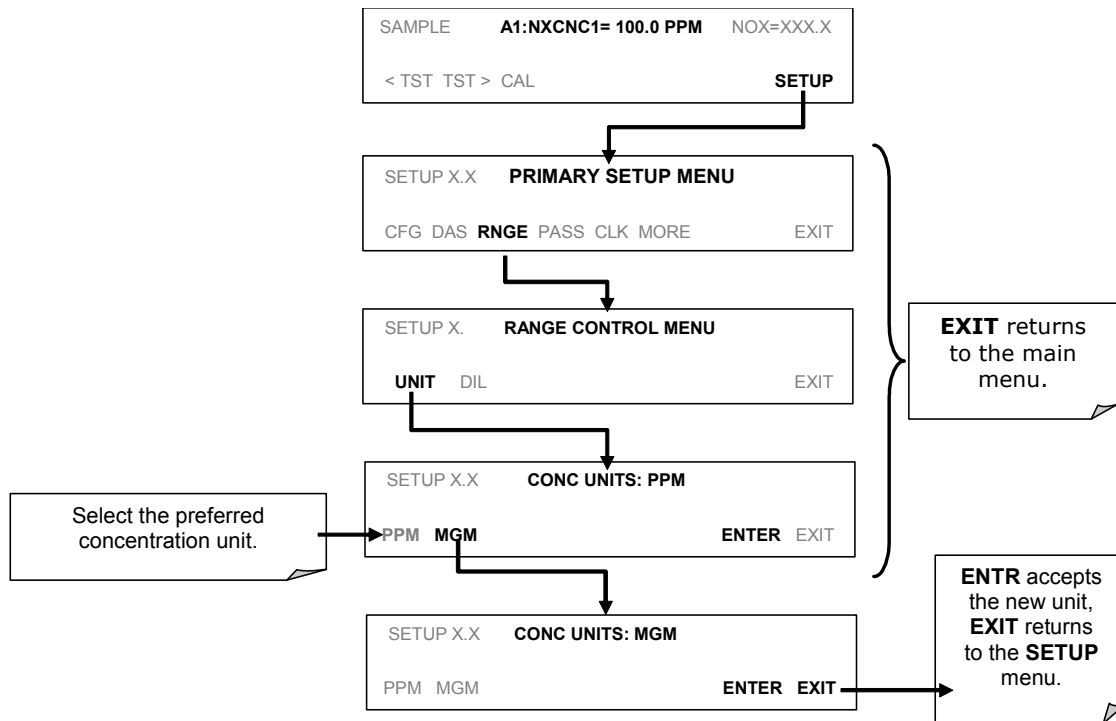 SAMPLE A1:NXCNC1= 100.0 PPM NOX=XXX.X
< TST TST > CAL SETUP
SETUP X.X PRIMARY SETUP MENU
CFG DAS RNGE PASS CLK MORE EXIT
SETUP X. RANGE CONTROL MENU
UNIT DIL EXIT
EXIT returns
to the main
menu.
SETUP X.X CONC UNITS: PPM
PPM MGM ENTER EXIT
Select the preferred
concentration unit.
SETUP X.X CONC UNITS: MGM
PPM MGM ENTER EXIT
ENTR accepts
the new unit,
EXIT returns
to the SETUP
menu.